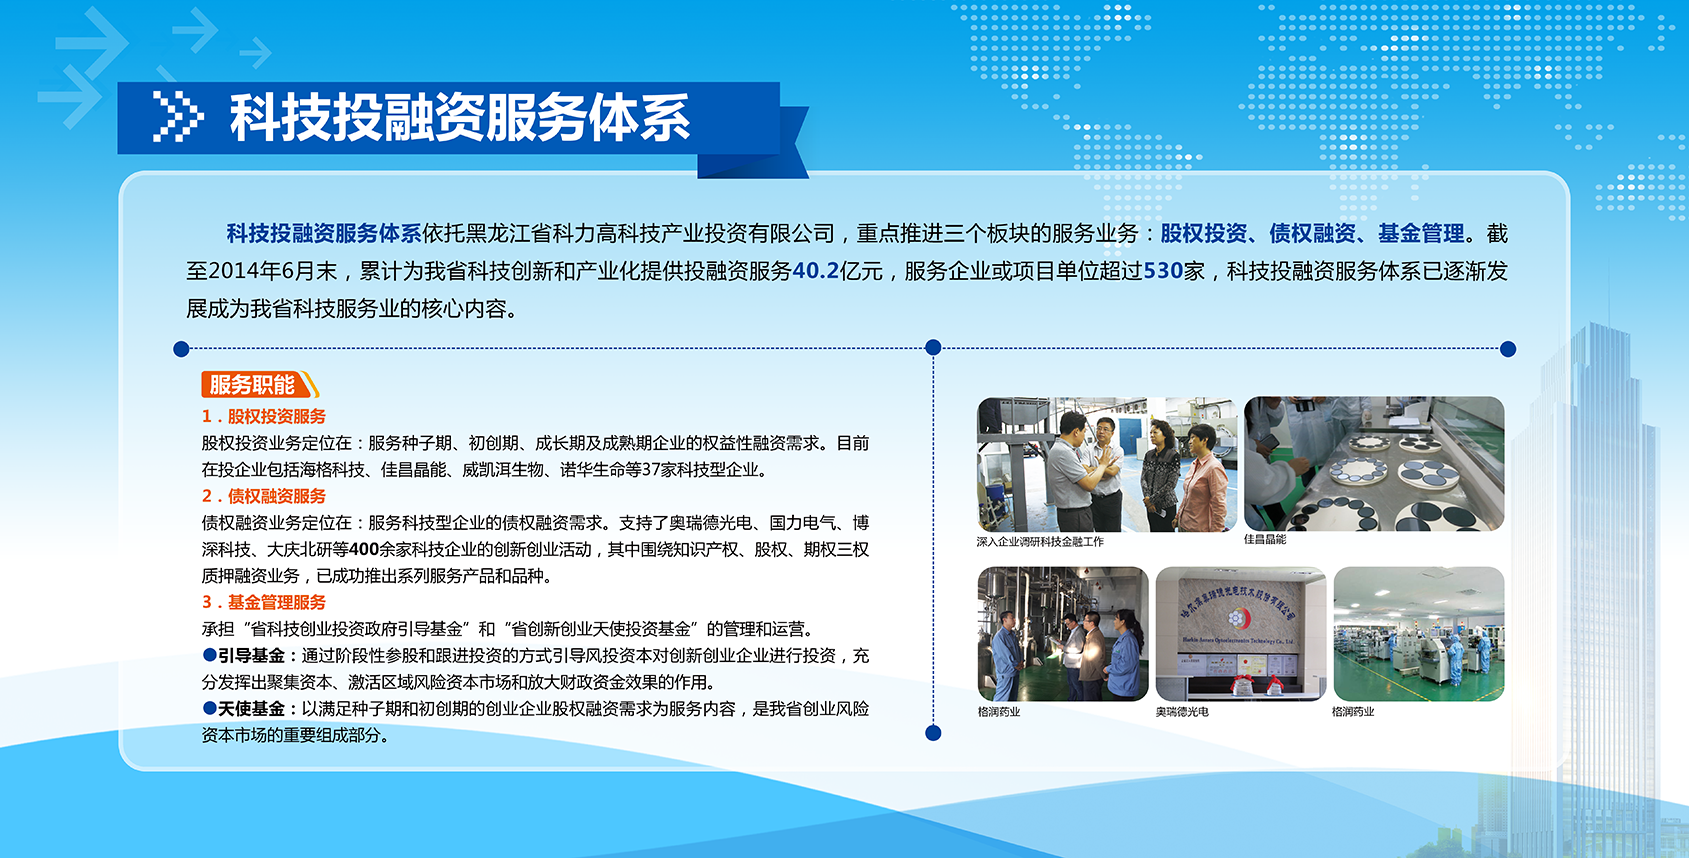 科技投融资服务体系
科技投融资服务体系依托黑龙江省科力高科技产业投资有限公司，重点推进三个板块的服务业务：股权投资、债权融资、基金管理。截
至2014年6月末，累计为我省科技创新和产业化提供投融资服务40.2亿元，服务企业或项目单位超过530家，科技投融资服务体系已逐渐发
展成为我省科技服务业的核心内容。
服务职能
1．股权投资服务
股权投资业务定位在：服务种子期、初创期、成长期及成熟期企业的权益性融资需求。目前
在投企业包括海格科技、佳昌晶能、威凯洱生物、诺华生命等37家科技型企业。
2．债权融资服务
债权融资业务定位在：服务科技型企业的债权融资需求。支持了奥瑞德光电、国力电气、博
深科技、大庆北研等400余家科技企业的创新创业活动，其中围绕知识产权、股权、期权三权
质押融资业务，已成功推出系列服务产品和品种。
3．基金管理服务
承担“省科技创业投资政府引导基金”和“省创新创业天使投资基金”的管理和运营。
●引导基金：通过阶段性参股和跟进投资的方式引导风投资本对创新创业企业进行投资，充
分发挥出聚集资本、激活区域风险资本市场和放大财政资金效果的作用。
●天使基金：以满足种子期和初创期的创业企业股权融资需求为服务内容，是我省创业风险
资本市场的重要组成部分。
深入企业调研科技金融工作
佳昌晶能
哈尔滨奥瑞德光电技术股份有限公司
Harbin Aurora Optoelectronics Technology Co., Ltd.
格润药业
奥瑞德光电
格润药业